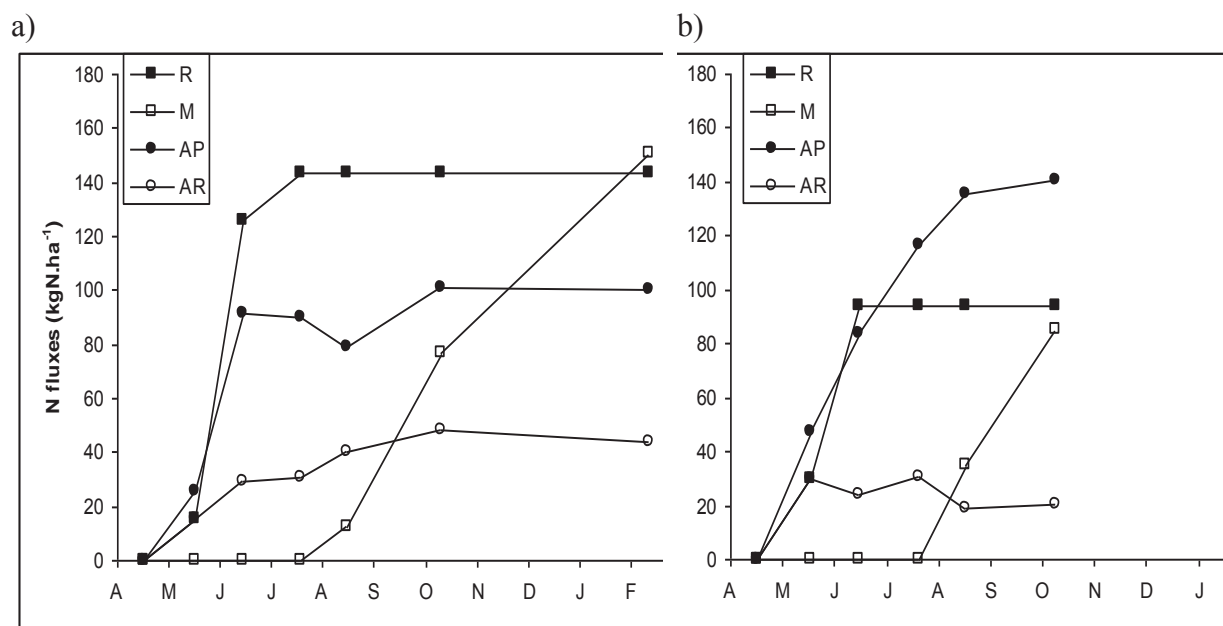 a)
R
M
AP
AR
N fluxes (kgN.ha⁻¹)
180
160
140
120
100
80
60
40
20
0
A M J J A S O N D J F
b)
R
M
AP
AR
180
160
140
120
100
80
60
40
20
0
A M J J A S O N D J